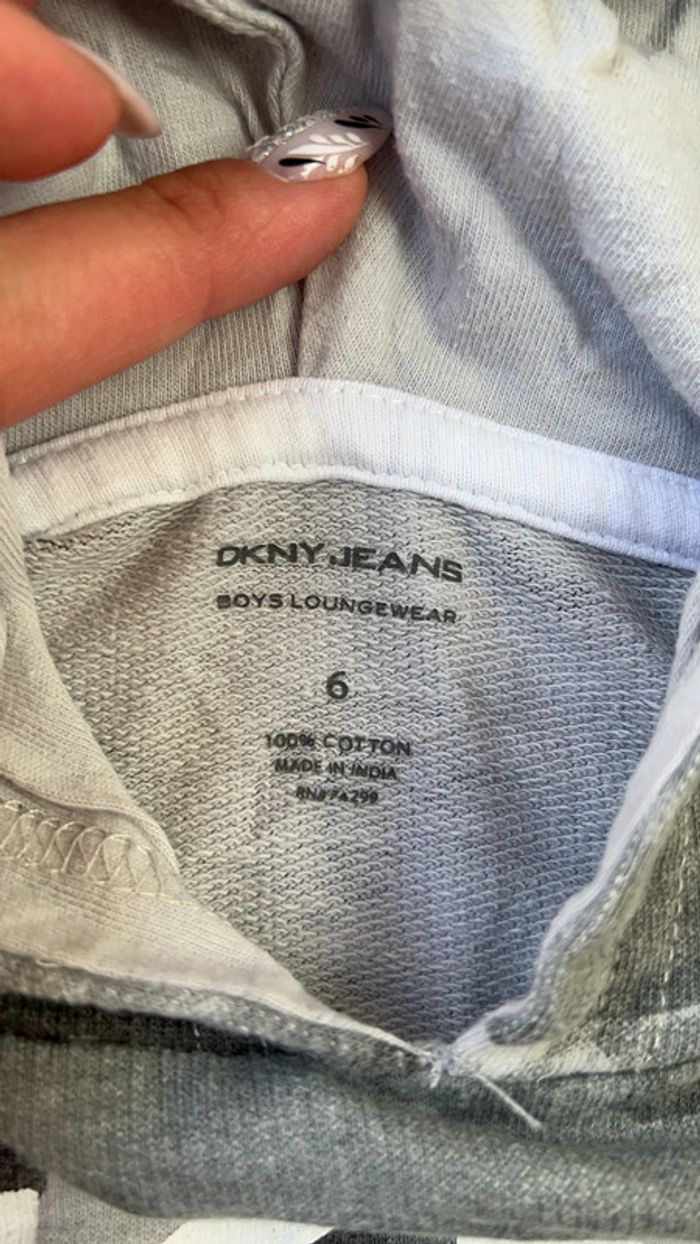 DKNY JEANS
BOYS LOUNGEWEAR
6
100% COTTON
MADE IN INDIA